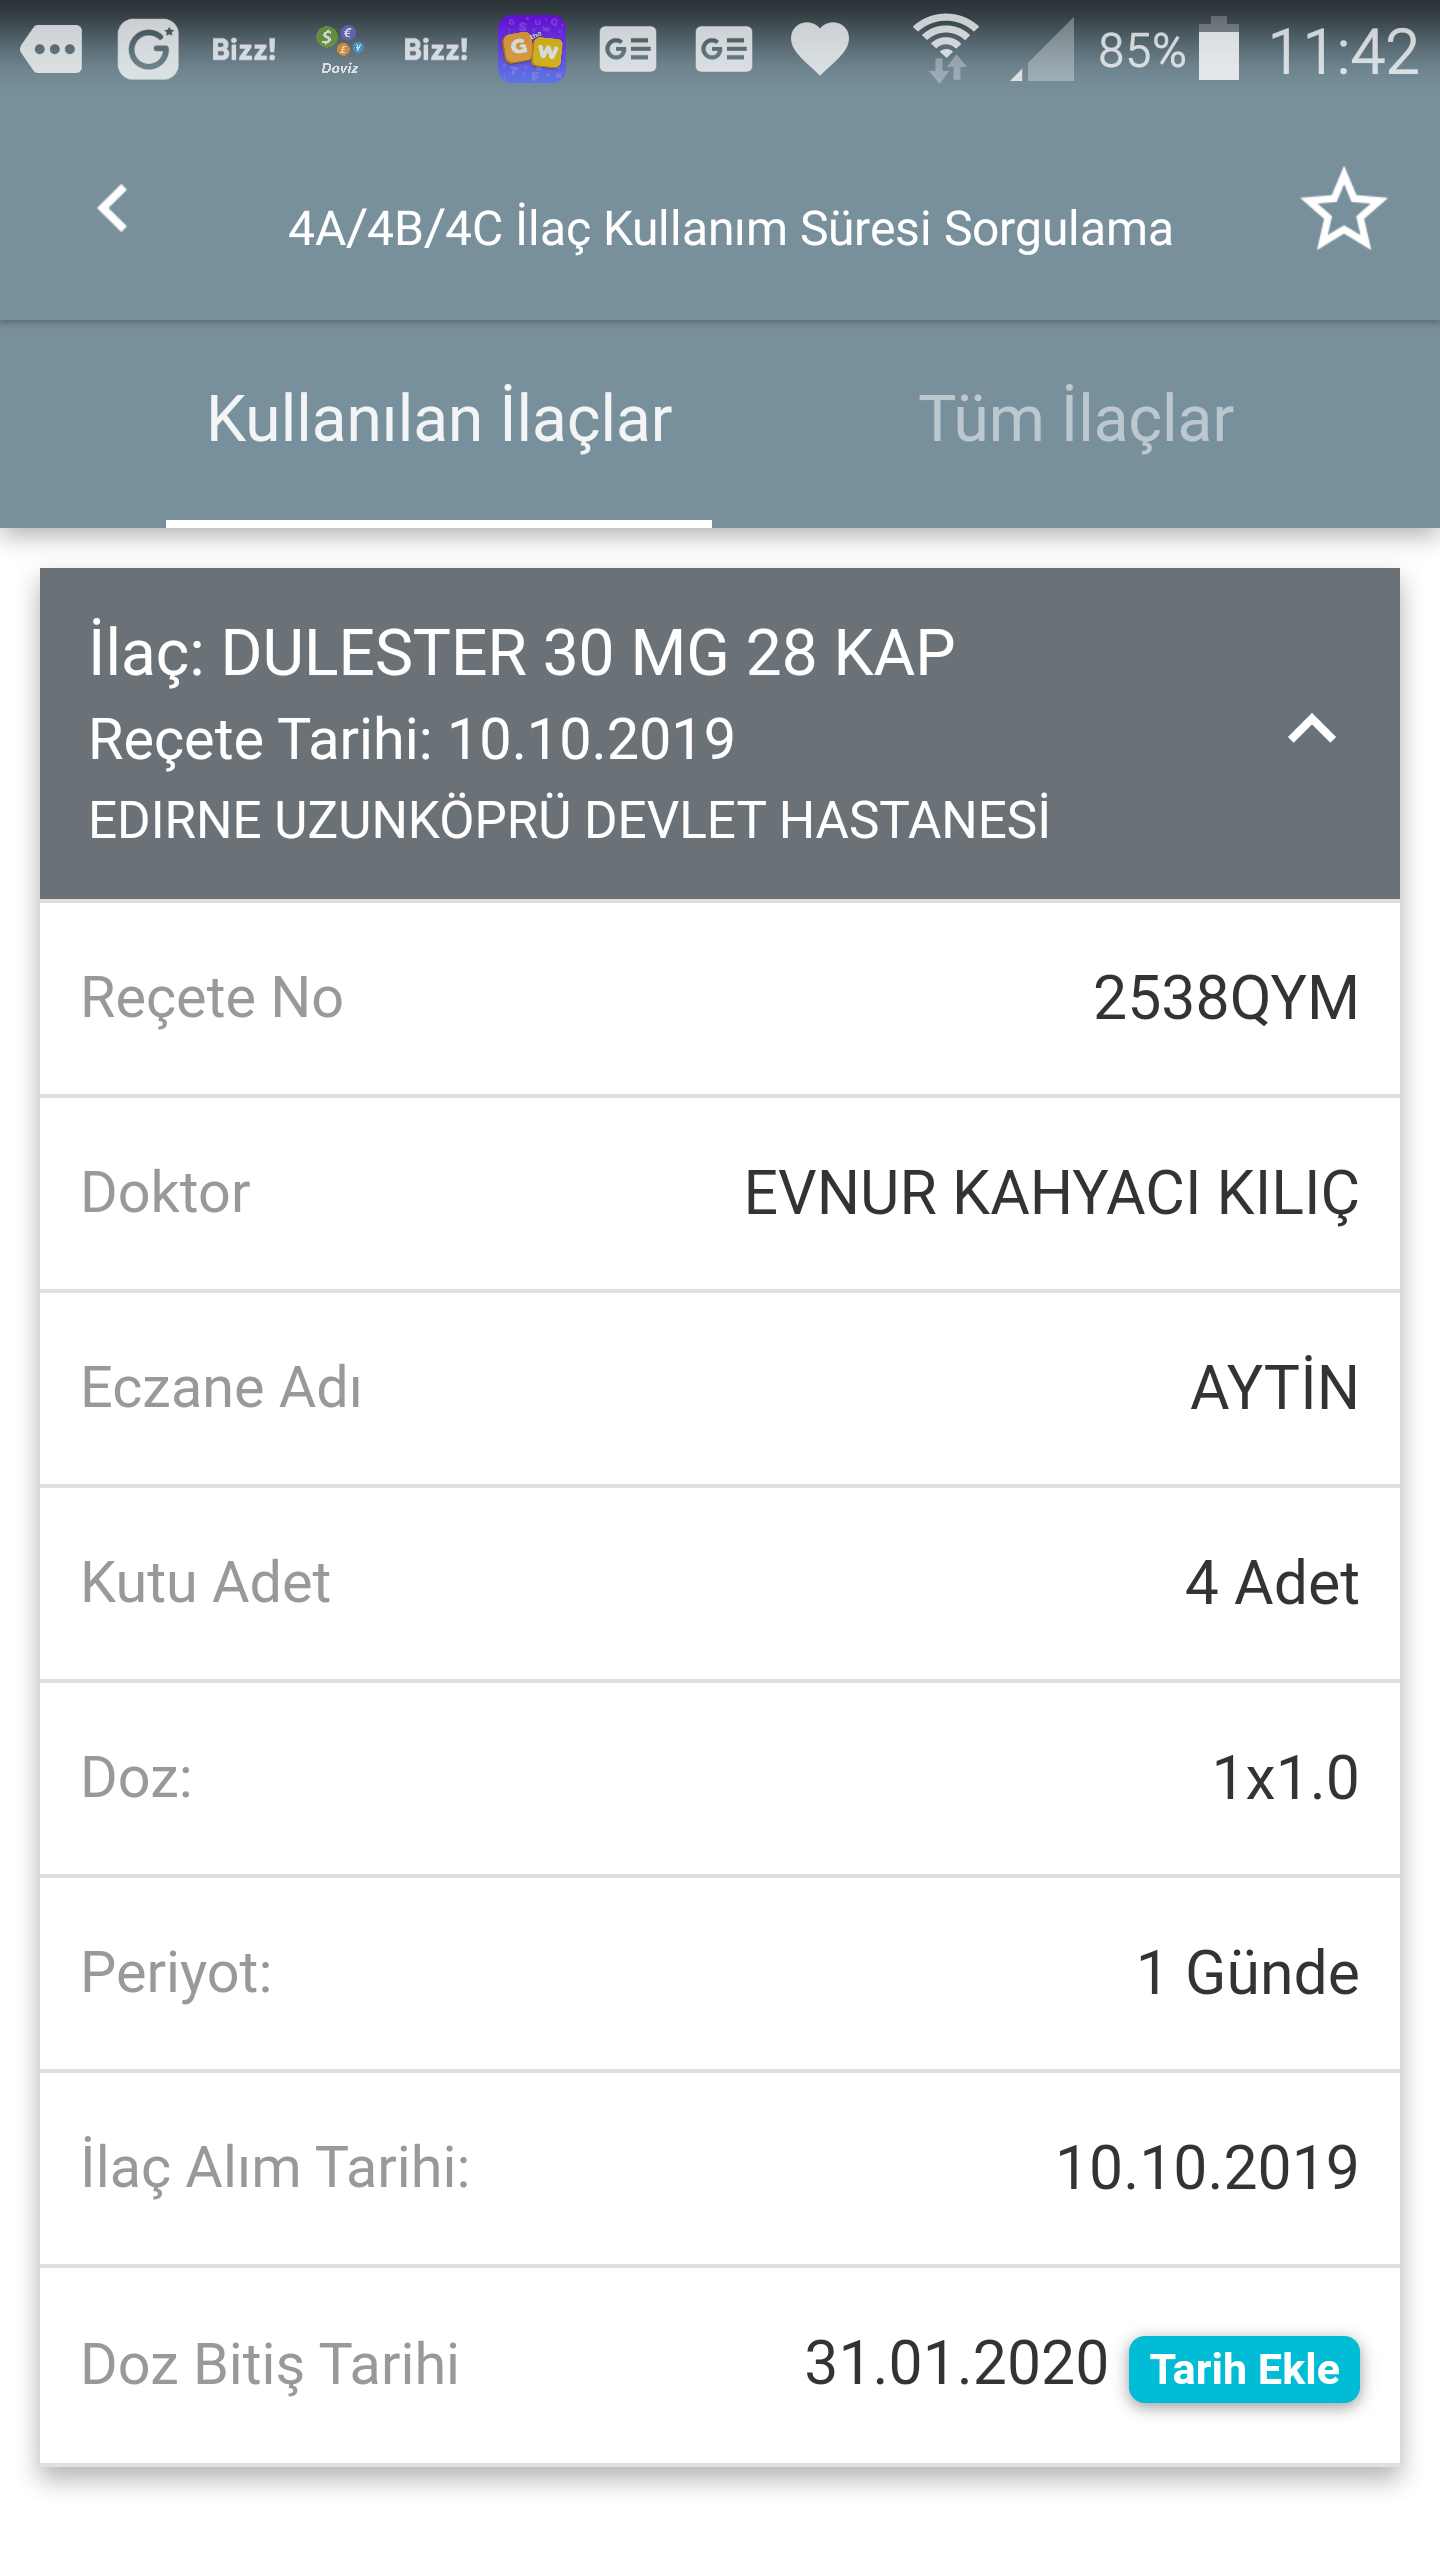 Bizz!
Doviz
Bizz!
85%
11:42
4A/4B/4C İlaç Kullanım Süresi Sorgulama
Kullanılan İlaçlar
Tüm İlaçlar
İlaç: DULESTER 30 MG 28 KAP
Reçete Tarihi: 10.10.2019
EDIRNE UZUNKÖPRÜ DEVLET HASTANESİ
Reçete No
2538QYM
Doktor
EVNUR KAHYACI KILIÇ
Eczane Adı
AYTİN
Kutu Adet
4 Adet
Doz:
1x1.0
Periyot:
1 Günde
İlaç Alım Tarihi:
10.10.2019
Doz Bitiş Tarihi
31.01.2020
Tarih Ekle